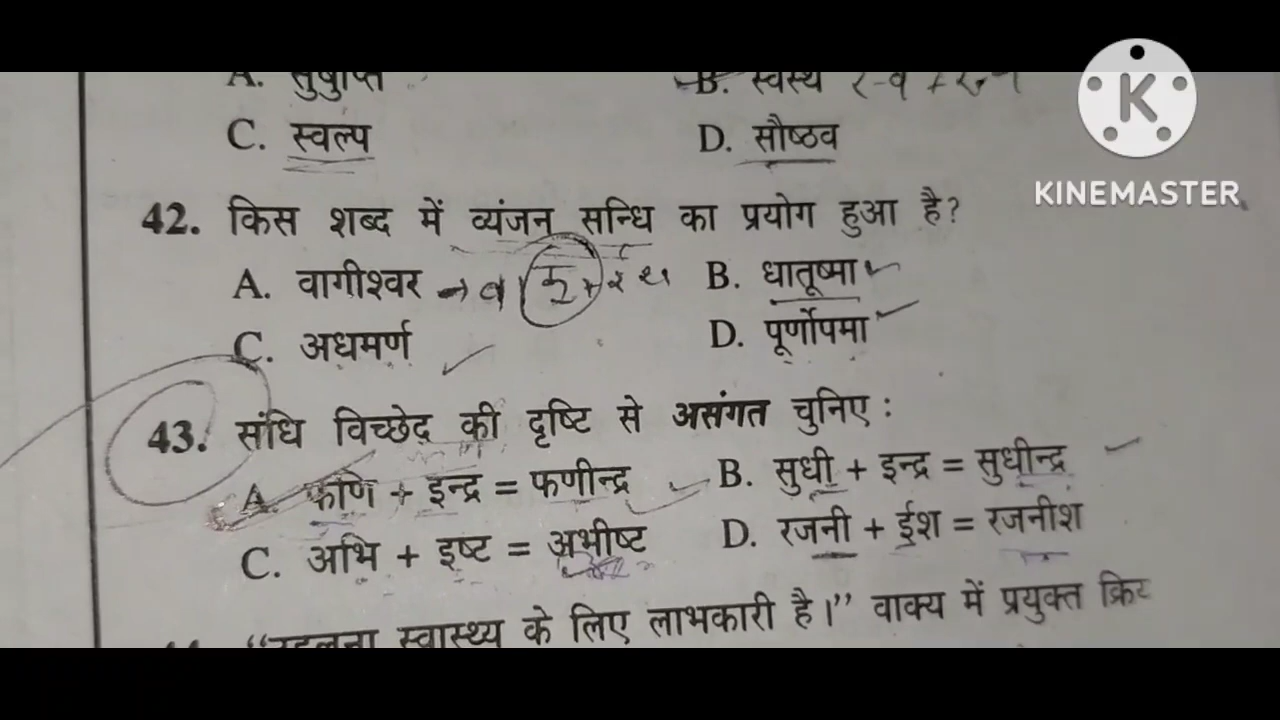 A. सुषुप्ति B. स्वस्थ
C. स्वल्प D. सौष्ठव
KINEMASTER
42. किस शब्द में व्यंजन सन्धि का प्रयोग हुआ है?
A. वागीश्वर B. धातूष्मा
C. अधमर्ण D. पूर्णोपमा
43. संधि विच्छेद की दृष्टि से असंगत चुनिए :
A. फणि + इन्द्र = फणीन्द्र B. सुधी + इन्द्र = सुधीन्द्र
C. अभि + इष्ट = अभीष्ट D. रजनी + ईश = रजनीश
स्वास्थ्य के लिए लाभकारी है।” वाक्य में प्रयुक्त